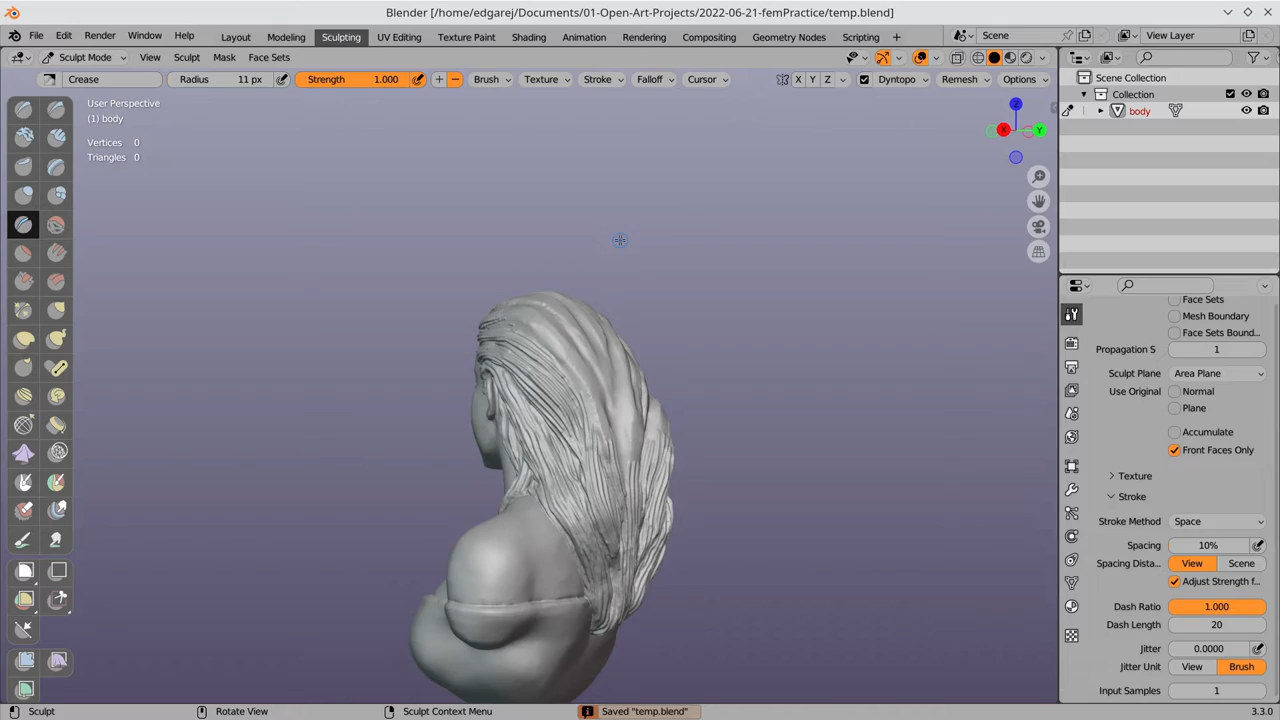 Blender [/home/edgarej/Documents/01-Open-Art-Projects/2022-06-21-femPractice/temp.blend]
File Edit Render Window Help Layout Modeling Sculpting UV Editing Texture Paint Shading Animation Rendering Compositing Geometry Nodes Scripting + Scene View Layer
Sculpt Mode View Sculpt Mask Face Sets
Crease Radius 11 px Strength 1.000 + − Brush Texture Stroke Falloff Cursor X Y Z Dyntopo Remesh Options
User Perspective
(1) body
Vertices 0
Triangles 0
Z
X Y
Scene Collection
Collection
body
Face Sets
Mesh Boundary
Face Sets Boun...
Propagation S 1
Sculpt Plane Area Plane
Use Original Normal
Plane
Accumulate
Front Faces Only
Texture
Stroke
Stroke Method Space
Spacing 10%
Spacing Dista... View Scene
Adjust Strength f...
Dash Ratio 1.000
Dash Length 20
Jitter 0.0000
Jitter Unit View Brush
Input Samples 1
Sculpt Rotate View Sculpt Context Menu Saved "temp.blend" 3.3.0